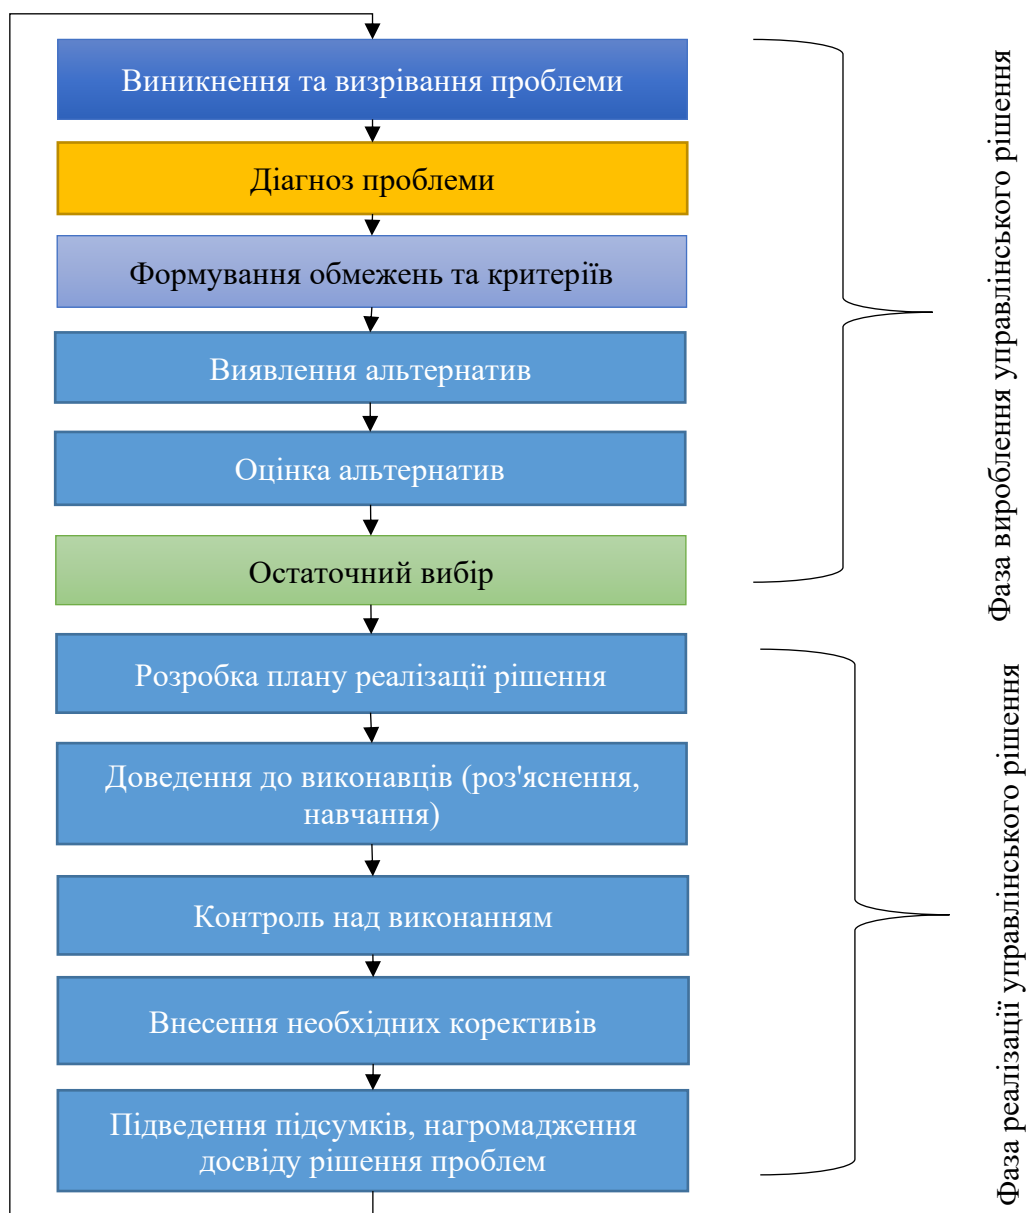 Виникнення та визрівання проблеми
Діагноз проблеми
Формування обмежень та критеріїв
Виявлення альтернатив
Оцінка альтернатив
Остаточний вибір
Фаза вироблення управлінського рішення
Розробка плану реалізації рішення
Доведення до виконавців (роз'яснення,
навчання)
Контроль над виконанням
Внесення необхідних корективів
Підведення підсумків, нагромадження
досвіду рішення проблем
Фаза реалізації управлінського рішення